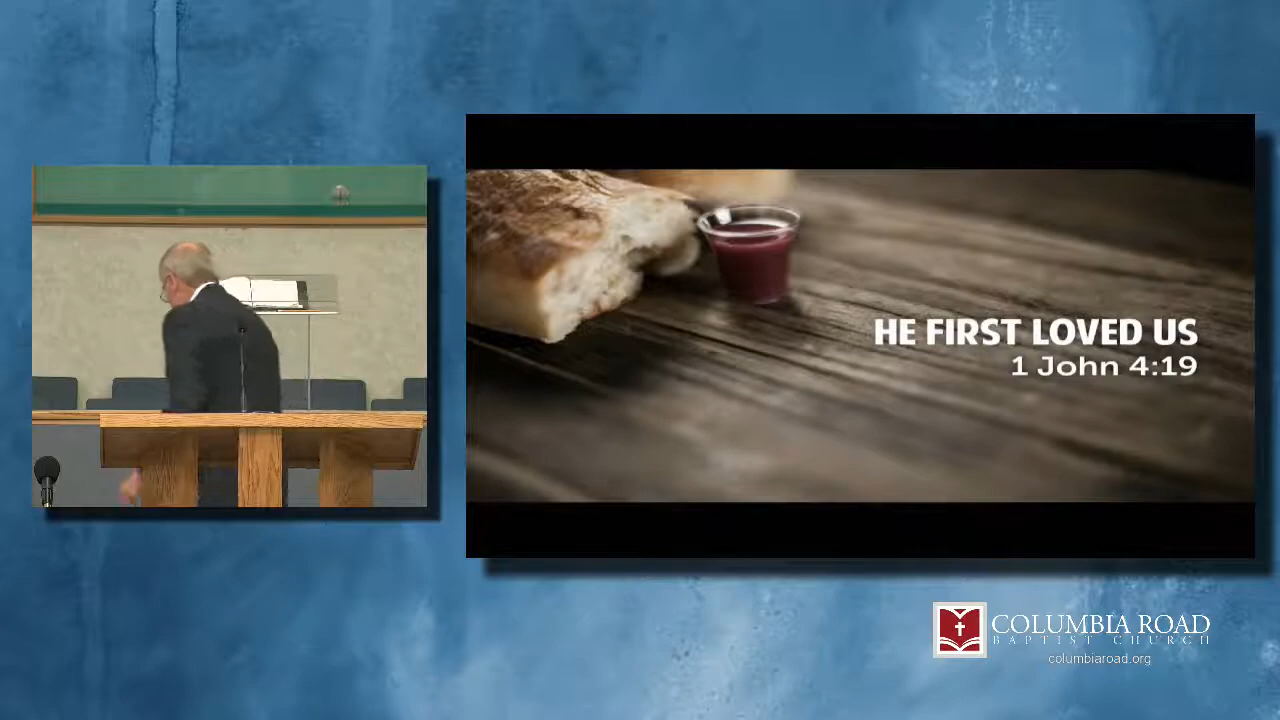 HE FIRST LOVED US
1 John 4:19
COLUMBIA ROAD
BAPTIST CHURCH
columbiaroad.org